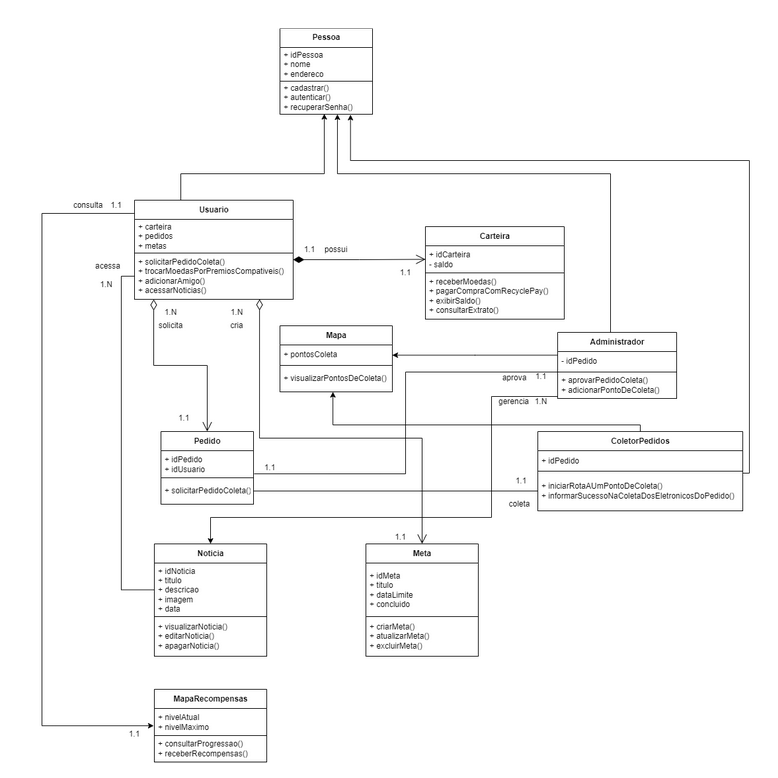 Pessoa
+ idPessoa
+ nome
+ endereco
+ cadastrar()
+ autenticar()
+ recuperarSenha()
consulta 1.1
Usuario
+ carteira
+ pedidos
+ metas
+ solicitarPedidoColeta()
+ trocarMoedasPorPremiosCompativeis()
+ adicionarAmigo()
+ acessarNoticias()
1.1 possui
1.1
Carteira
+ idCarteira
- saldo
+ receberMoedas()
+ pagarCompraComRecyclePay()
+ exibirSaldo()
+ consultarExtrato()
acessa
1.N
1.N
solicita
1.N
cria
Mapa
+ pontosColeta
+ visualizarPontosDeColeta()
Administrador
- idPedido
+ aprovarPedidoColeta()
+ adicionarPontoDeColeta()
aprova 1.1
gerencia 1.N
1.1
Pedido
+ idPedido
+ idUsuario
+ solicitarPedidoColeta()
1.1
ColetorPedidos
+ idPedido
+ iniciarRotaAUmPontoDeColeta()
+ informarSucessoNaColetaDosEletronicosDoPedido()
1.1
coleta
1.1
Noticia
+ idNoticia
+ titulo
+ descricao
+ imagem
+ data
+ visualizarNoticia()
+ editarNoticia()
+ apagarNoticia()
Meta
+ idMeta
+ titulo
+ dataLimite
+ concluido
+ criarMeta()
+ atualizarMeta()
+ excluirMeta()
MapaRecompensas
+ nivelAtual
+ nivelMaximo
+ consultarProgressao()
+ receberRecompensas()
1.1